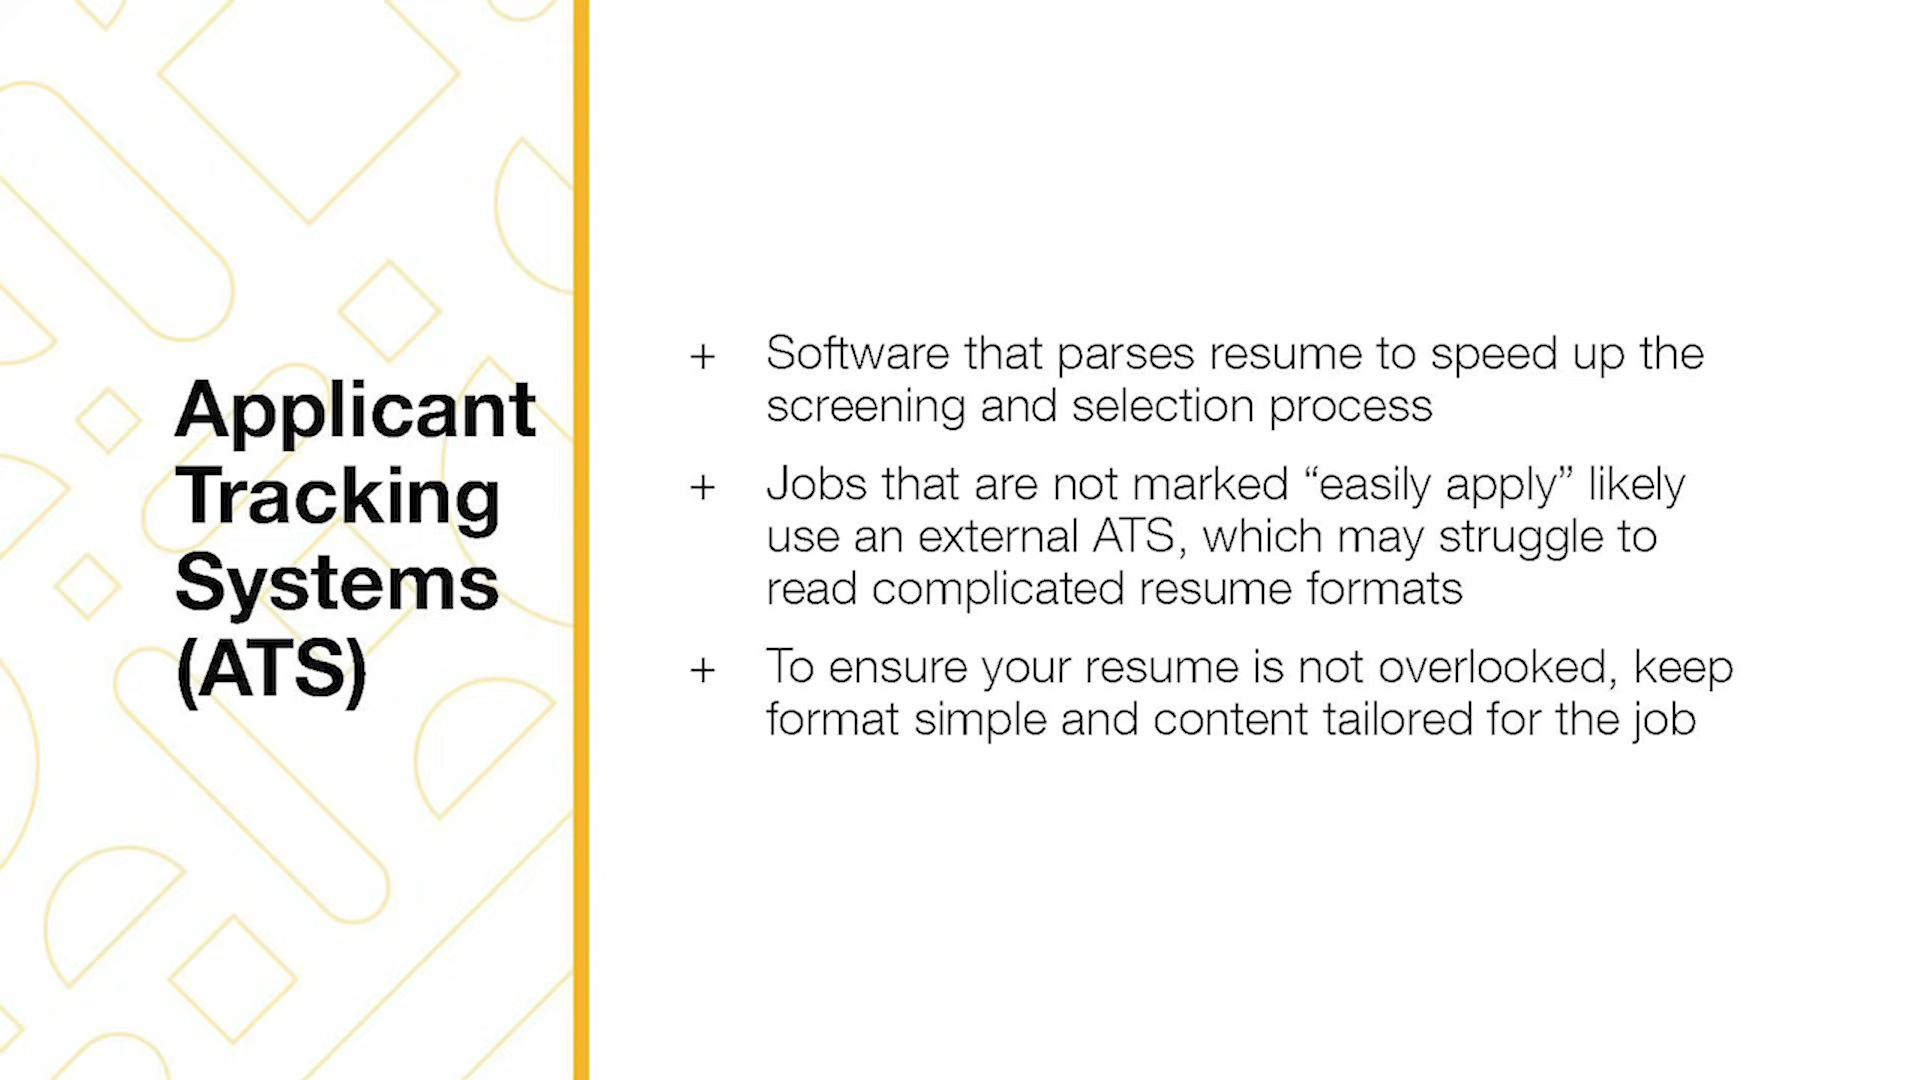 Applicant
Tracking
Systems
(ATS)
+ Software that parses resume to speed up the
screening and selection process
+ Jobs that are not marked “easily apply” likely
use an external ATS, which may struggle to
read complicated resume formats
+ To ensure your resume is not overlooked, keep
format simple and content tailored for the job